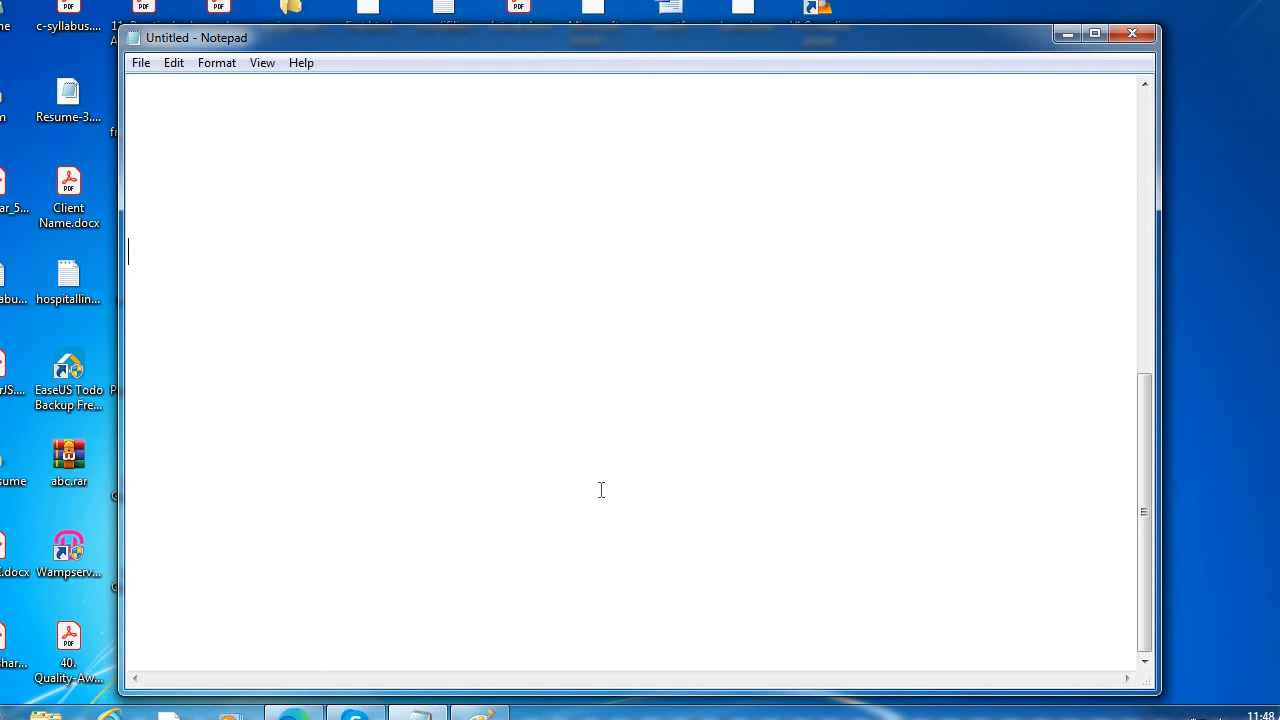 c-syllabus....
Untitled - Notepad
File Edit Format View Help
Resume-3....
Client
Name.docx
hospitallin...
EaseUS Todo
Backup Fre...
abc.rar
.docx
Wampserv...
40.
Quality-Aw...
11:48